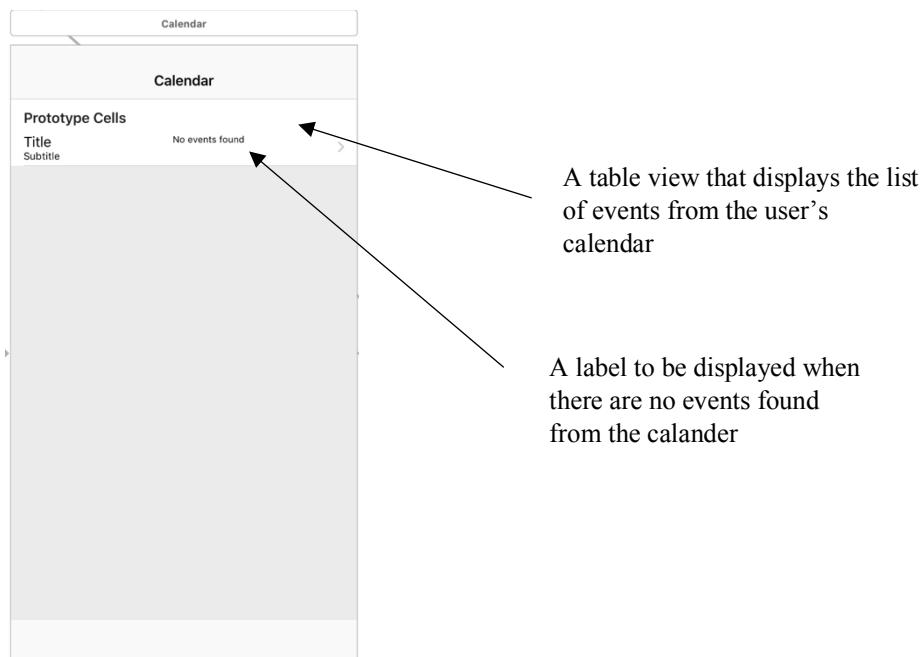 Calendar
Calendar
Prototype Cells
Title
No events found
Subtitle
A table view that displays the list
of events from the user’s
calendar
A label to be displayed when
there are no events found
from the calander